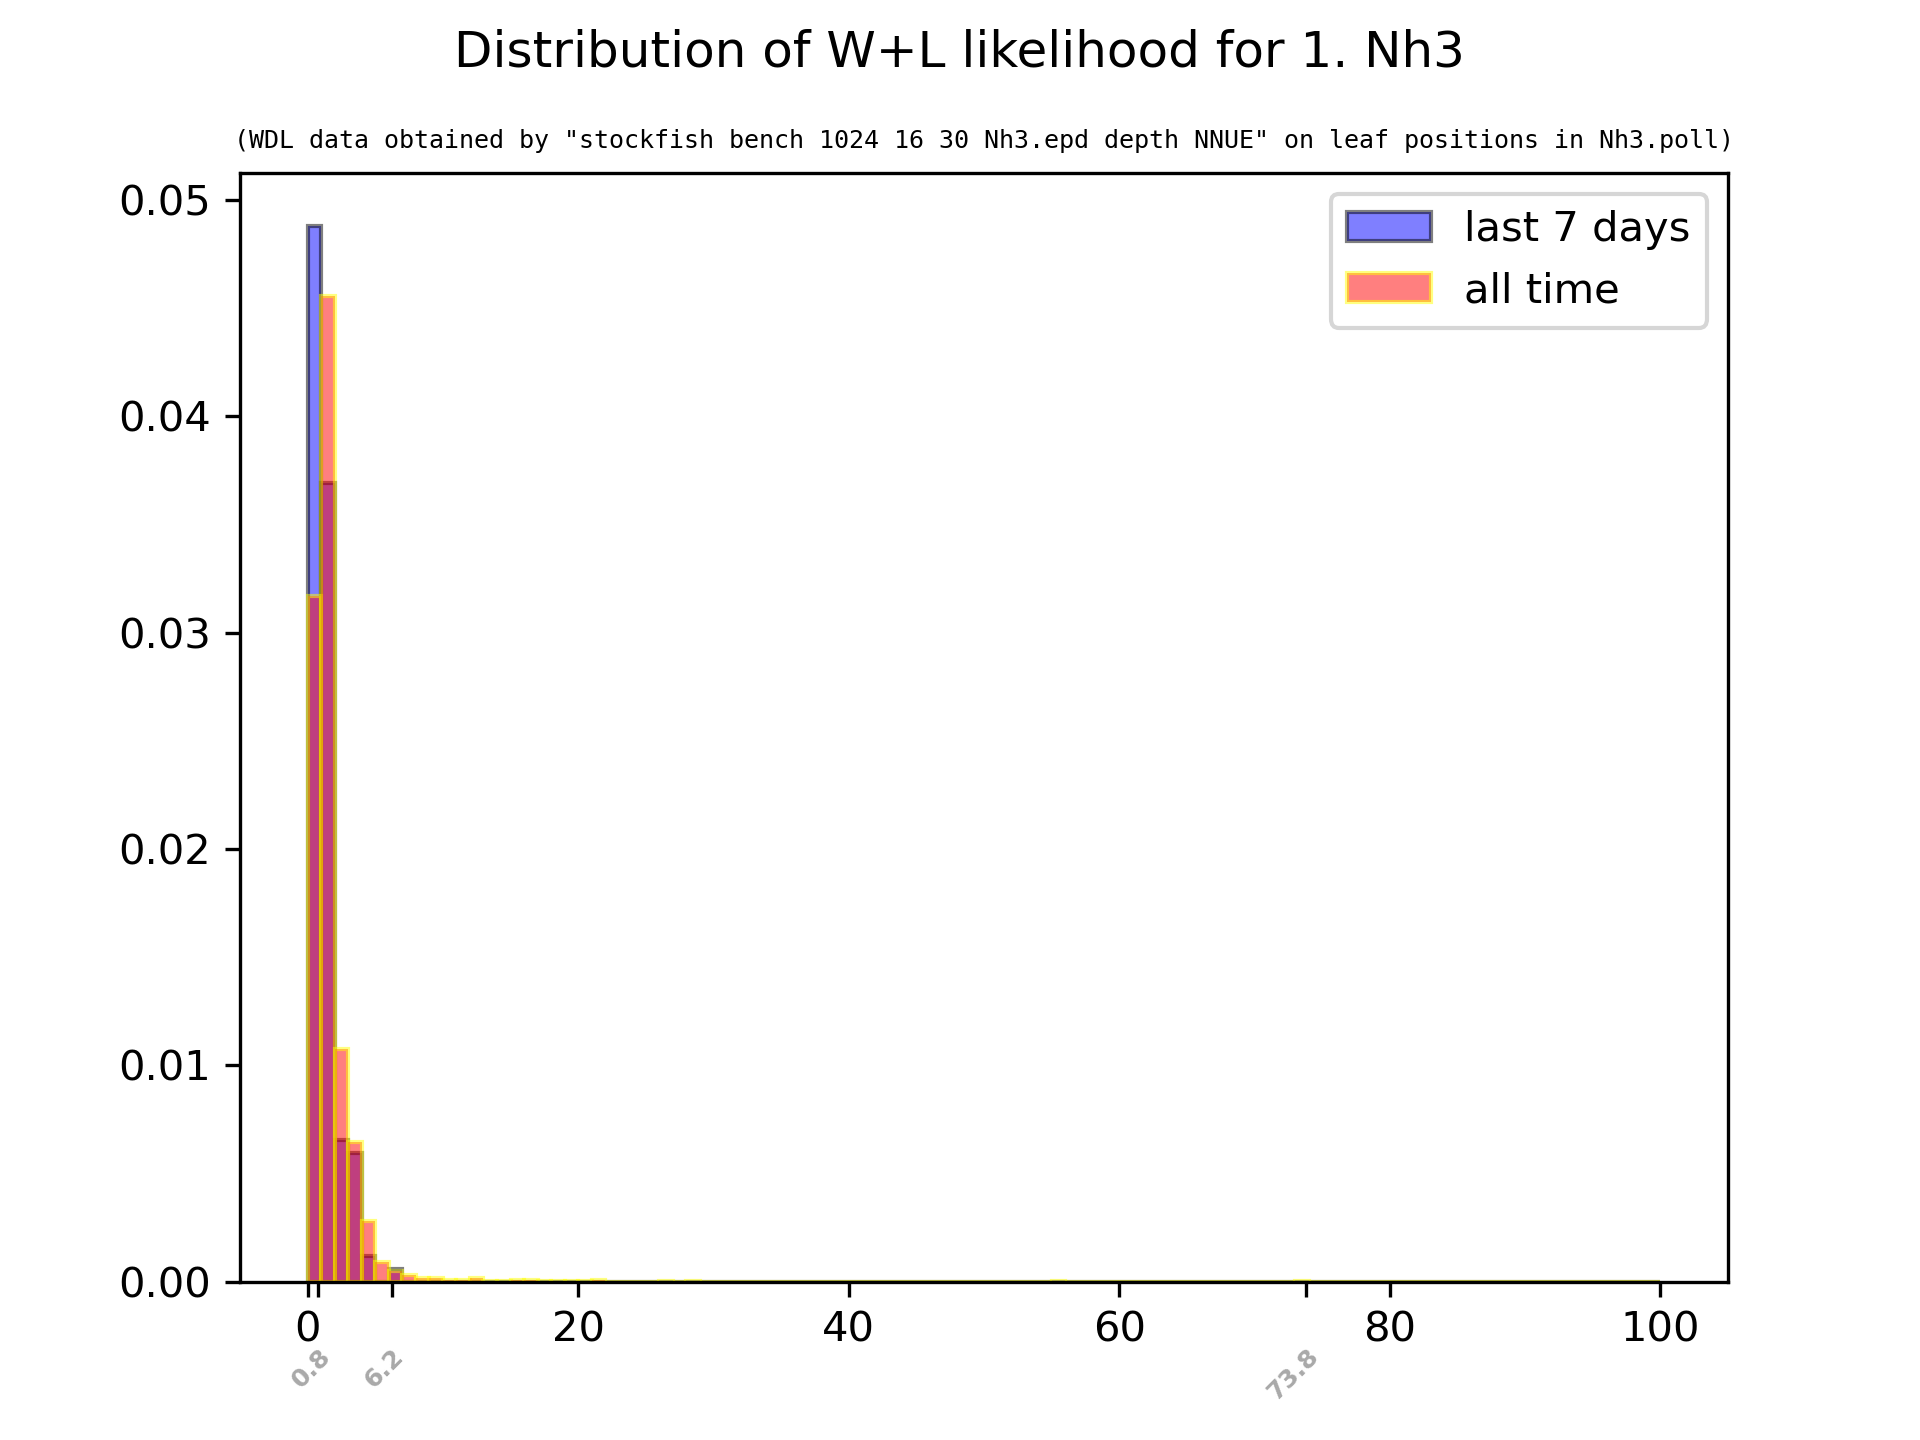 Distribution of W+L likelihood for 1. Nh3
(WDL data obtained by "stockfish bench 1024 16 30 Nh3.epd depth NNUE" on leaf positions in Nh3.poll)
last 7 days
all time
0.05
0.04
0.03
0.02
0.01
0.00
0 20 40 60 80 100
0.8 6.2 73.8